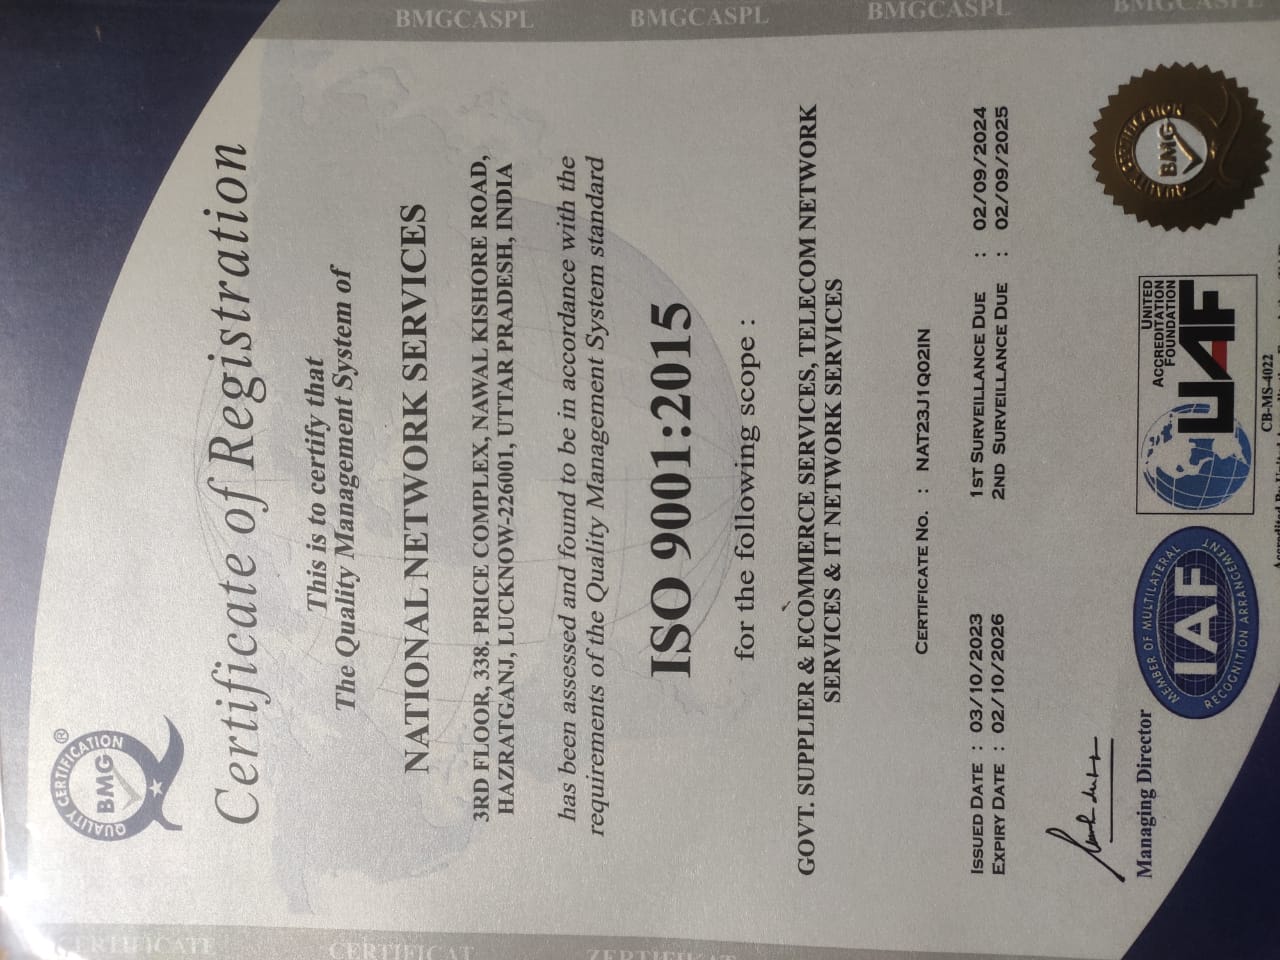 QUALITY CERTIFICATION ®
BMG
Certificate of Registration
This is to certify that
The Quality Management System of
NATIONAL NETWORK SERVICES
3RD FLOOR, 338. PRICE COMPLEX, NAWAL KISHORE ROAD,
HAZRATGANJ, LUCKNOW-226001, UTTAR PRADESH, INDIA
has been assessed and found to be in accordance with the
requirements of the Quality Management System standard
ISO 9001:2015
for the following scope :
GOVT. SUPPLIER & ECOMMERCE SERVICES, TELECOM NETWORK
SERVICES & IT NETWORK SERVICES
CERTIFICATE NO. : NAT23J1Q02IN
ISSUED DATE : 03/10/2023 1ST SURVEILLANCE DUE : 02/09/2024
EXPIRY DATE : 02/10/2026 2ND SURVEILLANCE DUE : 02/09/2025
Managing Director
MEMBER OF MULTILATERAL
IAF
RECOGNITION ARRANGEMENT
UNITED
ACCREDITATION
FOUNDATION
UAF
CB-MS-4022
Accredited By United Accreditation Foundation
QUALITY CERTIFICATION
BMG
BMGCASPL
BMGCASPL
BMGCASPL